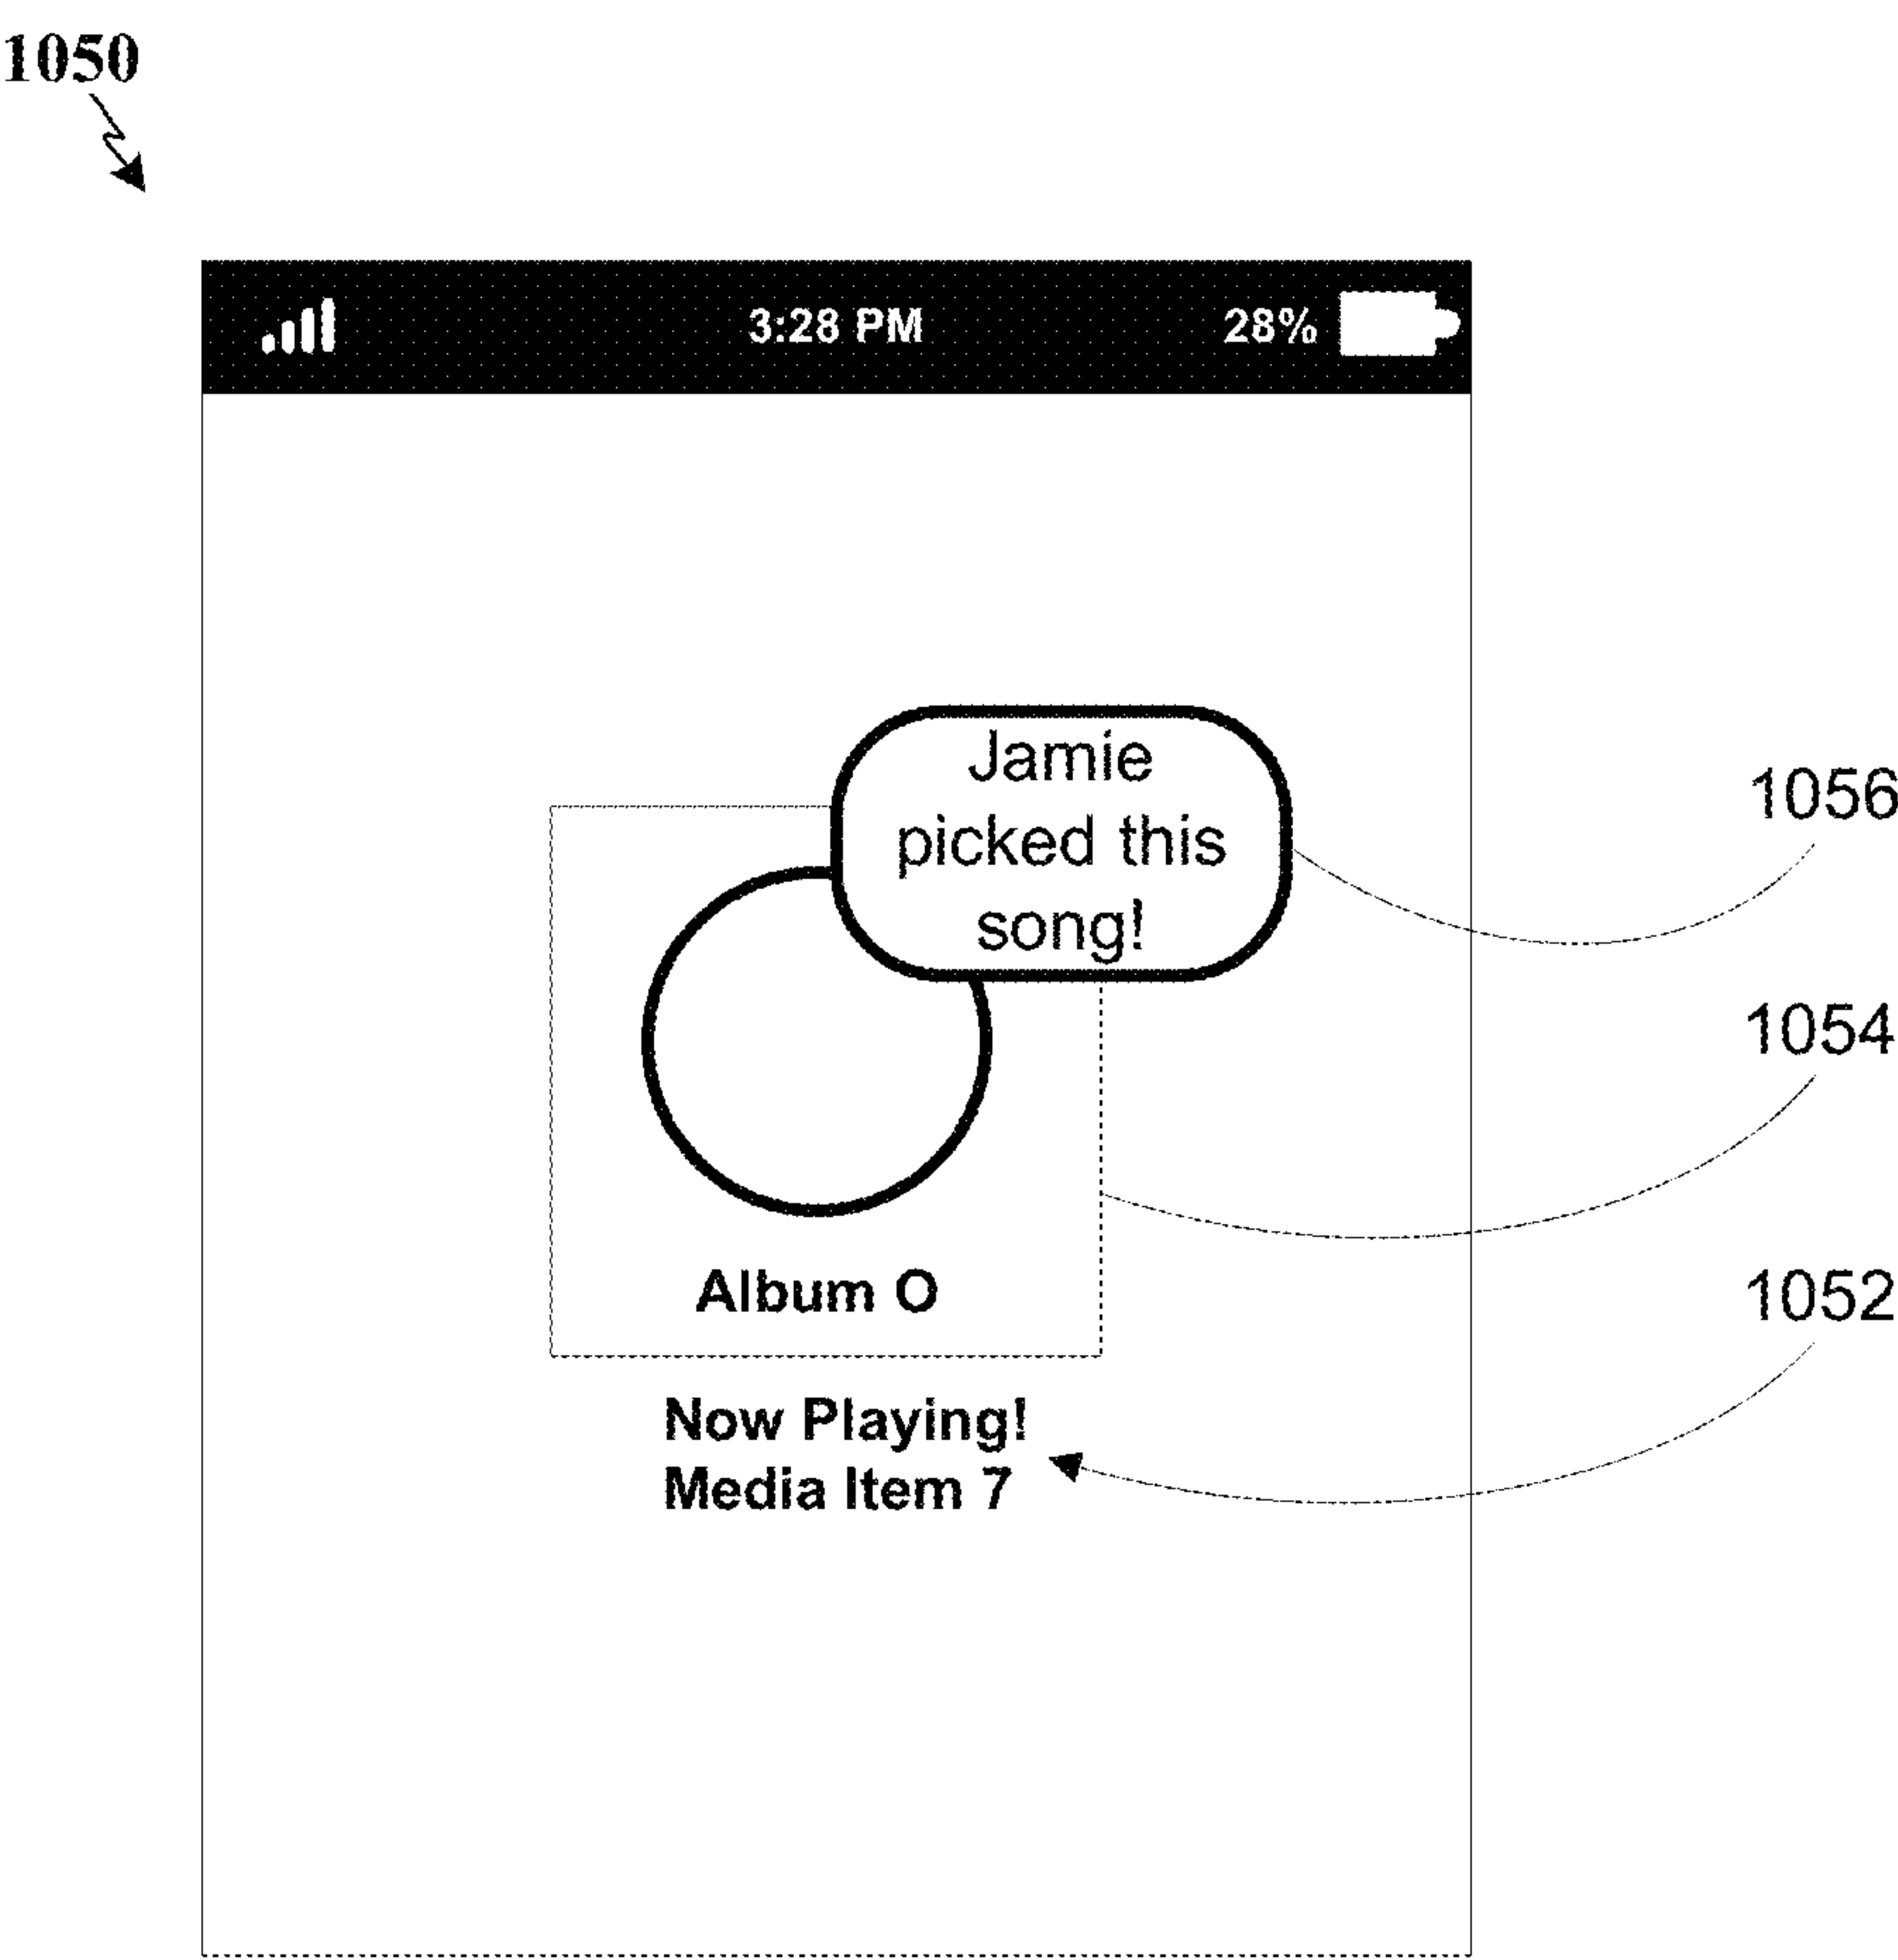 1050
3:28 PM
28%
Jamie
picked this
song!
1056
1054
Album O
1052
Now Playing!
Media Item 7